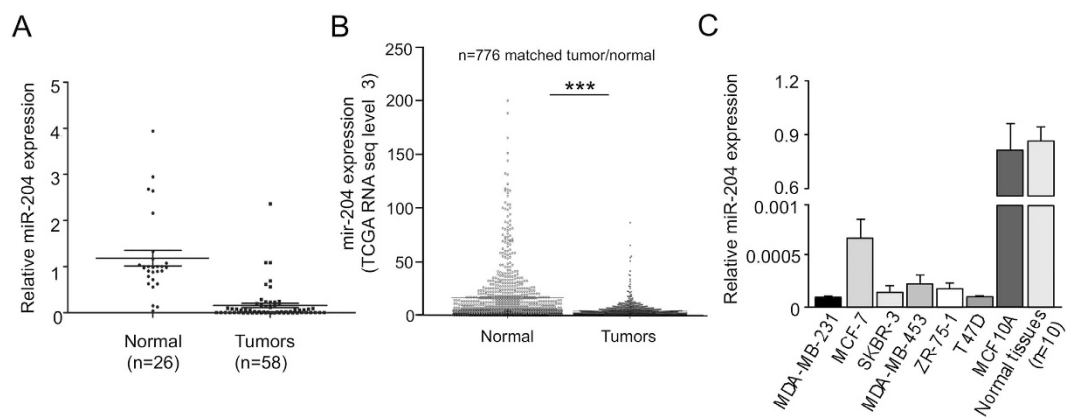 A
Relative miR-204 expression
5
4
3
2
1
0
Normal
(n=26)
Tumors
(n=58)
B
mir-204 expression
(TCGA RNA seq level 3)
250
200
150
100
50
0
n=776 matched tumor/normal
***
Normal
Tumors
C
Relative miR-204 expression
1.2
0.9
0.6
0.001
0.0005
0
MDA-MB-231
MCF-7
SKBR-3
MDA-MB-453
ZR-75-1
T47D
MCF10A
Normal tissues
(n=10)